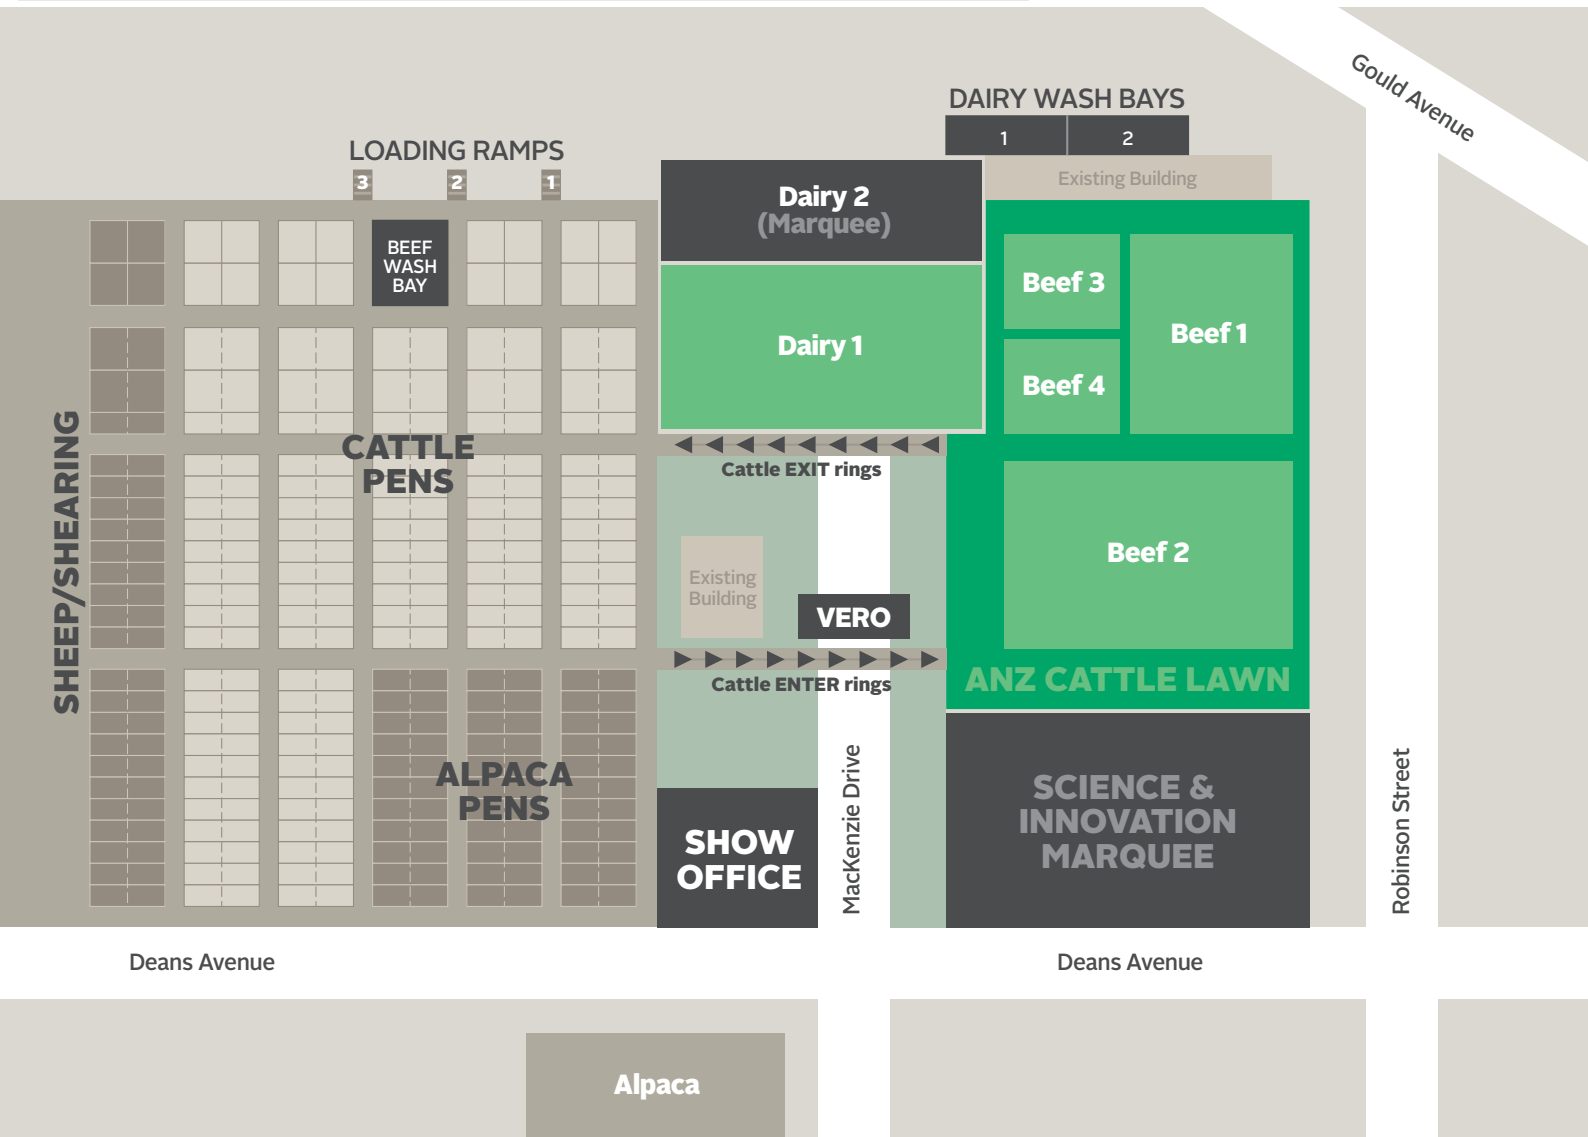 Gould Avenue
DAIRY WASH BAYS
1
2
LOADING RAMPS
3
2
1
Existing Building
Dairy 2
(Marquee)
BEEF
WASH
BAY
Beef 3
Beef 1
Dairy 1
Beef 4
CATTLE
PENS
Cattle EXIT rings
SHEEP/SHEARING
Beef 2
Existing
Building
VERO
Cattle ENTER rings
ANZ CATTLE LAWN
ALPACA
PENS
SCIENCE &
INNOVATION
MARQUEE
SHOW
OFFICE
MacKenzie Drive
Robinson Street
Deans Avenue
Deans Avenue
Alpaca